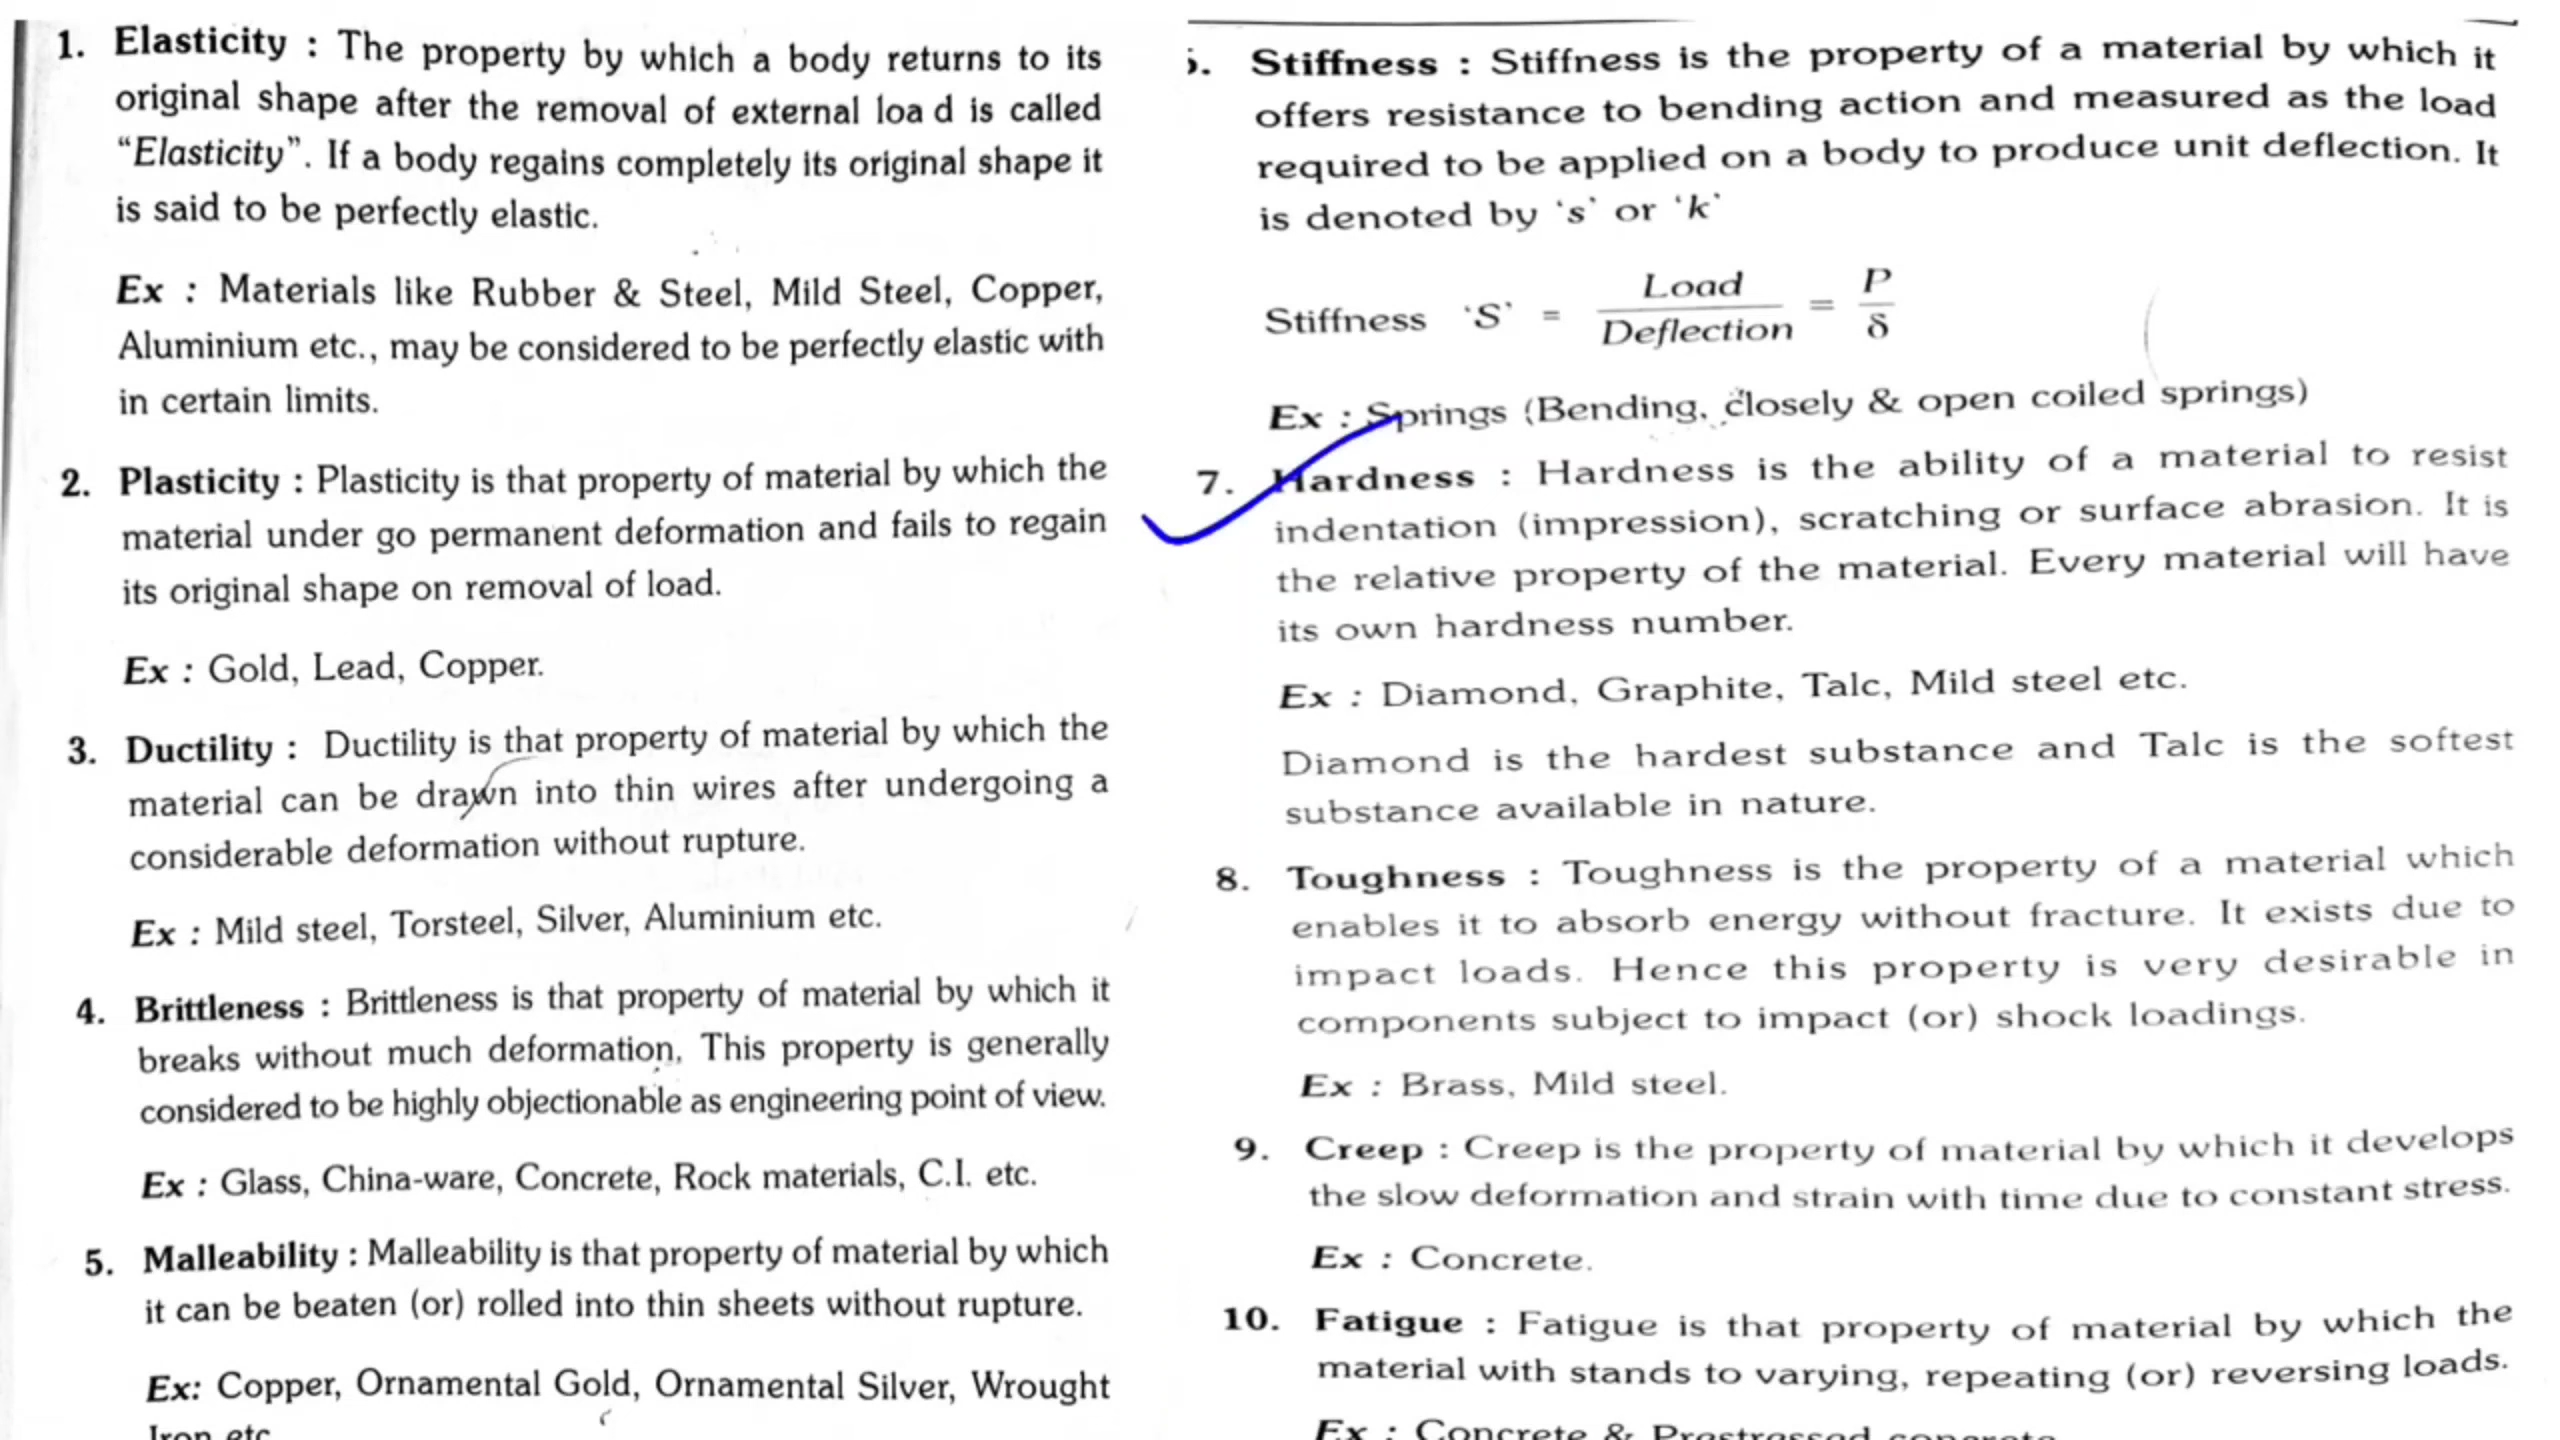 1. Elasticity : The property by which a body returns to its
original shape after the removal of external loa d is called
“Elasticity”. If a body regains completely its original shape it
is said to be perfectly elastic.
Ex : Materials like Rubber & Steel, Mild Steel, Copper,
Aluminium etc., may be considered to be perfectly elastic with
in certain limits.
2. Plasticity : Plasticity is that property of material by which the
material under go permanent deformation and fails to regain
its original shape on removal of load.
Ex : Gold, Lead, Copper.
3. Ductility : Ductility is that property of material by which the
material can be drawn into thin wires after undergoing a
considerable deformation without rupture.
Ex : Mild steel, Torsteel, Silver, Aluminium etc.
4. Brittleness : Brittleness is that property of material by which it
breaks without much deformation. This property is generally
considered to be highly objectionable as engineering point of view.
Ex : Glass, China-ware, Concrete, Rock materials, C.I. etc.
5. Malleability : Malleability is that property of material by which
it can be beaten (or) rolled into thin sheets without rupture.
Ex: Copper, Ornamental Gold, Ornamental Silver, Wrought
Iron etc
Stiffness : Stiffness is the property of a material by which it
offers resistance to bending action and measured as the load
required to be applied on a body to produce unit deflection. It
is denoted by ‘s’ or ‘k’
Stiffness ‘S’ = Load / Deflection = P / δ
Ex : Springs (Bending, closely & open coiled springs)
7. Hardness : Hardness is the ability of a material to resist
indentation (impression), scratching or surface abrasion. It is
the relative property of the material. Every material will have
its own hardness number.
Ex : Diamond, Graphite, Talc, Mild steel etc.
Diamond is the hardest substance and Talc is the softest
substance available in nature.
8. Toughness : Toughness is the property of a material which
enables it to absorb energy without fracture. It exists due to
impact loads. Hence this property is very desirable in
components subject to impact (or) shock loadings.
Ex : Brass, Mild steel.
9. Creep : Creep is the property of material by which it develops
the slow deformation and strain with time due to constant stress.
Ex : Concrete.
10. Fatigue : Fatigue is that property of material by which the
material with stands to varying, repeating (or) reversing loads.
Ex : Concrete & Prestressed concrete